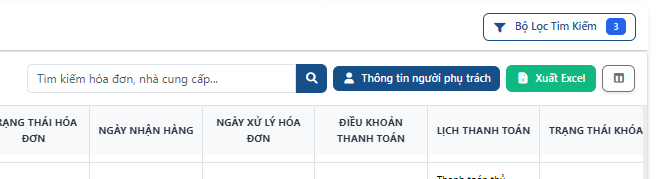 Bộ Lọc Tìm Kiếm 3
Tìm kiếm hóa đơn, nhà cung cấp...
Thông tin người phụ trách
Xuất Excel
RẠNG THÁI HÓA
ĐƠN
NGÀY NHẬN HÀNG
NGÀY XỬ LÝ HÓA
ĐƠN
ĐIỀU KHOẢN
THANH TOÁN
LỊCH THANH TOÁN
TRẠNG THÁI KHÓA